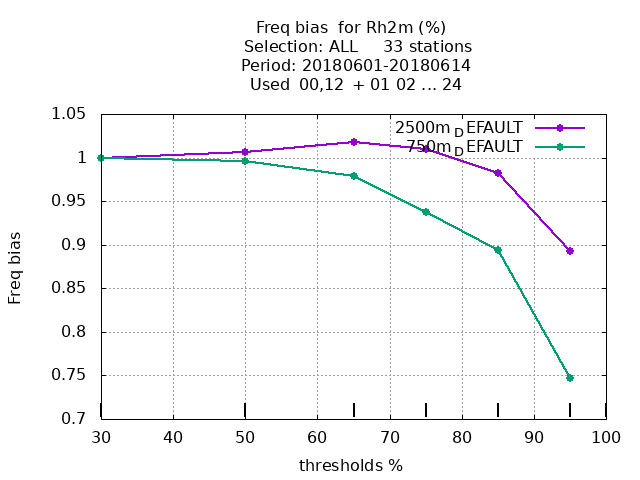 Freq bias for Rh2m (%)
Selection: ALL 33 stations
Period: 20180601-20180614
Used 00,12 + 01 02 ... 24
2500m DEFAULT
750m DEFAULT
1.05
1
0.95
0.9
0.85
0.8
0.75
0.7
Freq bias
30 40 50 60 70 80 90 100
thresholds %